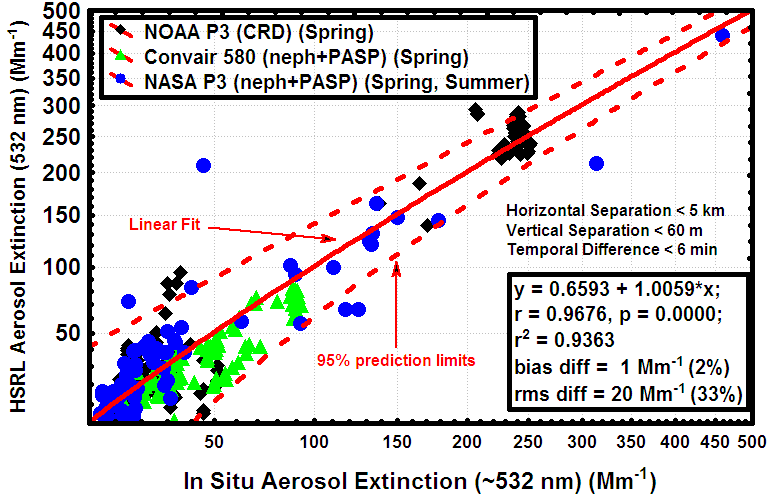 NOAA P3 (CRD) (Spring)
Convair 580 (neph+PASP) (Spring)
NASA P3 (neph+PASP) (Spring, Summer)
HSRL Aerosol Extinction (532 nm) (Mm-1)
500
450
400
350
300
250
200
150
100
50
Linear Fit
95% prediction limits
Horizontal Separation < 5 km
Vertical Separation < 60 m
Temporal Difference < 6 min
y = 0.6593 + 1.0059*x;
r = 0.9676, p = 0.0000;
r2 = 0.9363
bias diff = 1 Mm-1 (2%)
rms diff = 20 Mm-1 (33%)
50 100 150 200 250 300 350 400 450 500
In Situ Aerosol Extinction (~532 nm) (Mm-1)